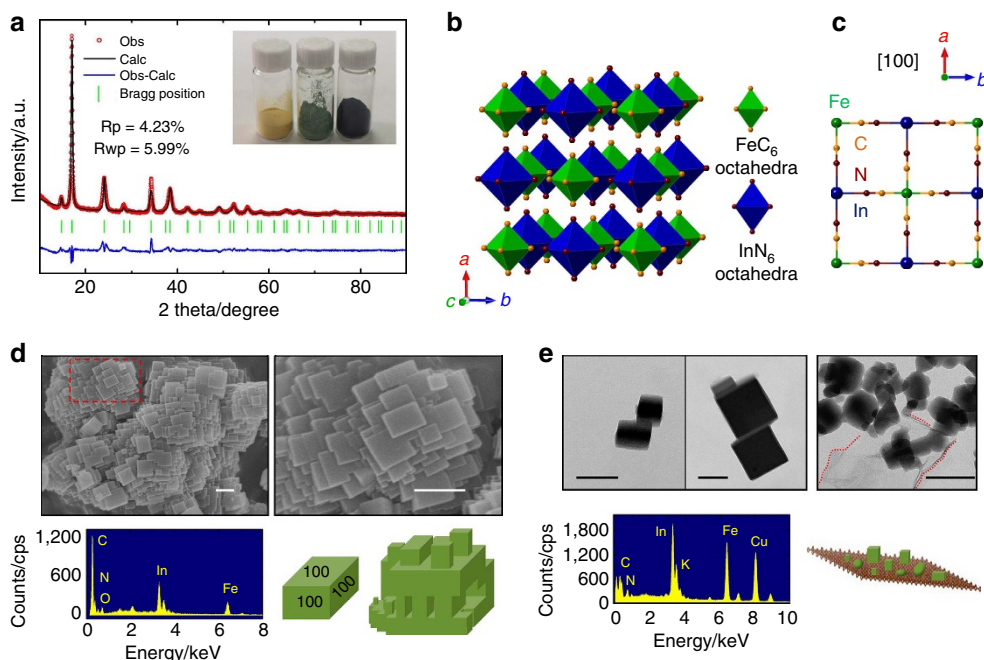 a
Obs
Calc
Obs-Calc
Bragg position
Rp = 4.23%
Rwp = 5.99%
Intensity/a.u.
20 40 60 80
2 theta/degree
b
FeC6
octahedra
InN6
octahedra
a
c
b
c
[100]
a
b
Fe
C
N
In
d
Counts/cps
1,200
600
0
C
N
O
In
Fe
0 2 4 6 8
Energy/keV
100
100
100
e
Counts/cps
1,800
1,200
600
0
C
N
In
K
Fe
Cu
0 2 4 6 8 10
Energy/keV